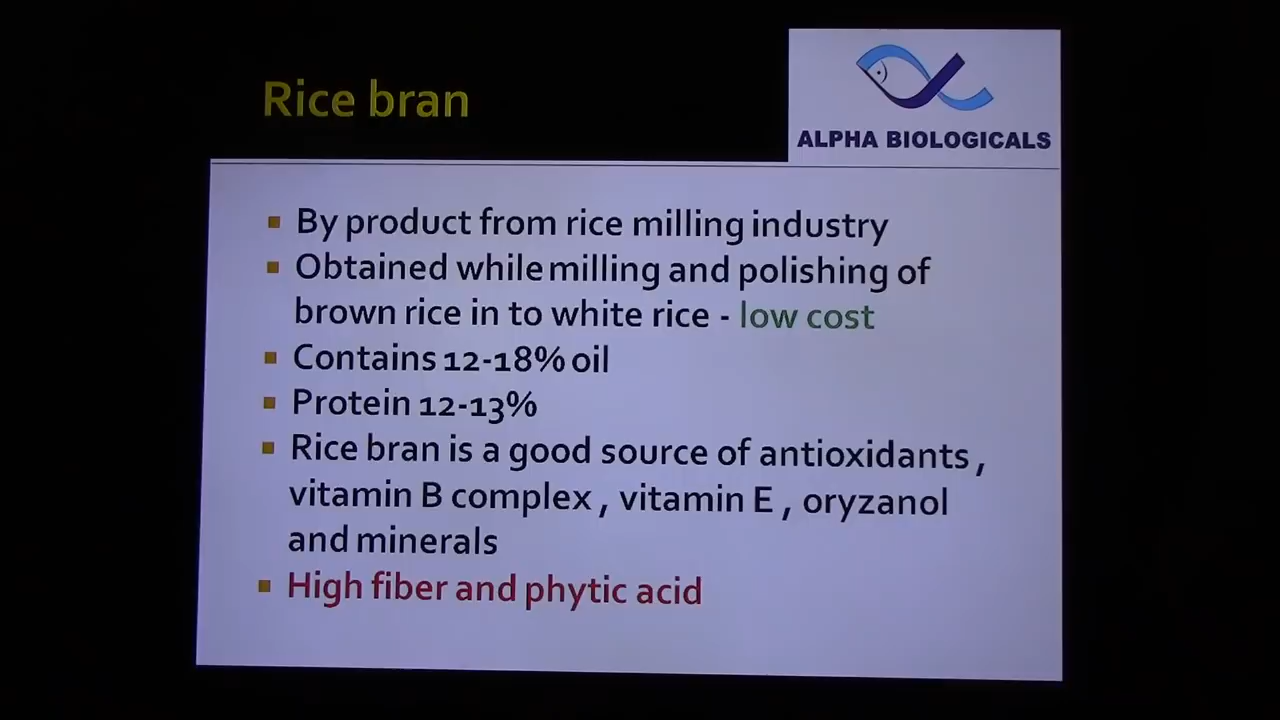 Rice bran
ALPHA BIOLOGICALS
By product from rice milling industry
Obtained while milling and polishing of
brown rice in to white rice - low cost
Contains 12-18% oil
Protein 12-13%
Rice bran is a good source of antioxidants ,
vitamin B complex , vitamin E , oryzanol
and minerals
High fiber and phytic acid